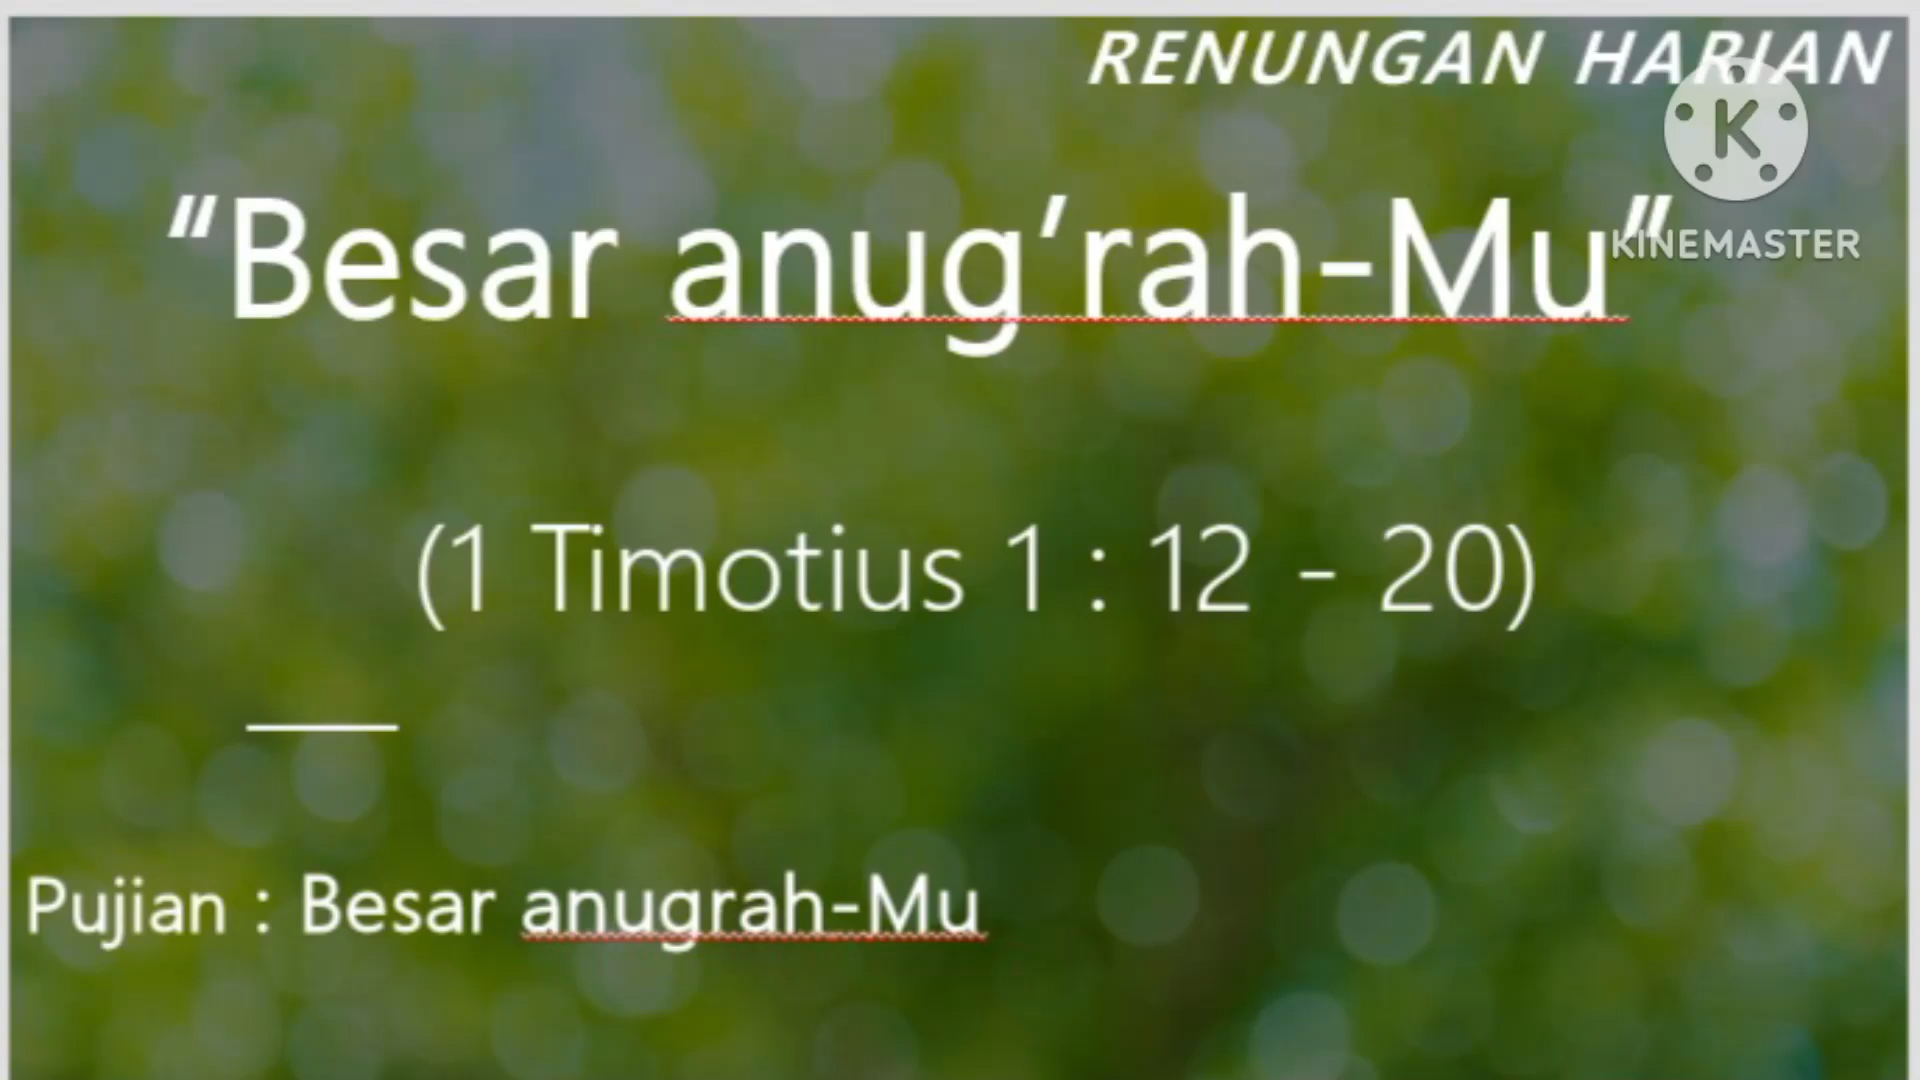 RENUNGAN HARIAN
K
KINEMASTER
"Besar anug'rah-Mu"
(1 Timotius 1 : 12 - 20)
Pujian : Besar anugrah-Mu